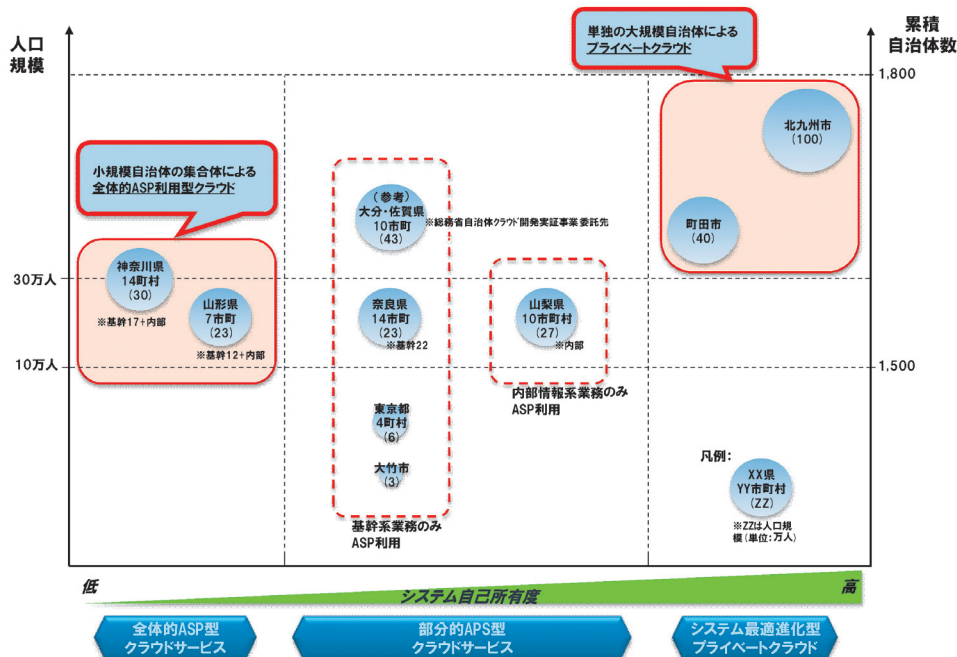 人口
規模
累積
自治体数
単独の大規模自治体による
プライベートクラウド
1.800
北九州市
(100)
町田市
(40)
小規模自治体の集合体による
全体的ASP利用型クラウド
(参考)
大分・佐賀県
10市町
(43)
※総務省自治体クラウド開発実証事業委託先
30万人
神奈川県
14町村
(30)
※基幹17+内部
山形県
7市町
(23)
※基幹12+内部
奈良県
14市町
(23)
※基幹22
山梨県
10市町村
(27)
※内部
10万人
1.500
内部情報系業務のみ
ASP利用
東京都
4町村
(6)
大竹市
(3)
基幹系業務のみ
ASP利用
凡例:
XX県
YY市町村
(ZZ)
※ZZは人口規
模(単位:万人)
低
システム自己所有度
高
全体的ASP型
クラウドサービス
部分的APS型
クラウドサービス
システム最適進化型
プライベートクラウド